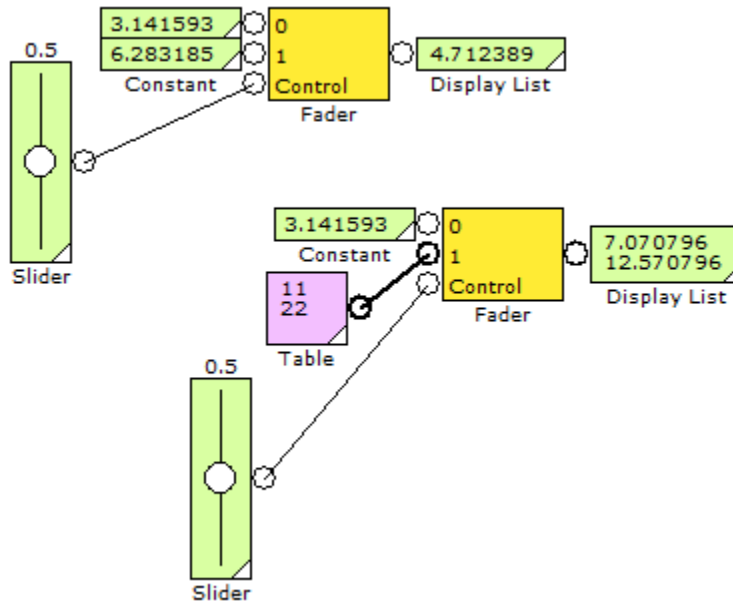 0.5
3.141593
0
6.283185
1
4.712389
Constant
Control
Display List
Fader
Slider
3.141593
0
Constant
1
7.070796
12.570796
11
22
Control
Display List
Fader
Table
0.5
Slider